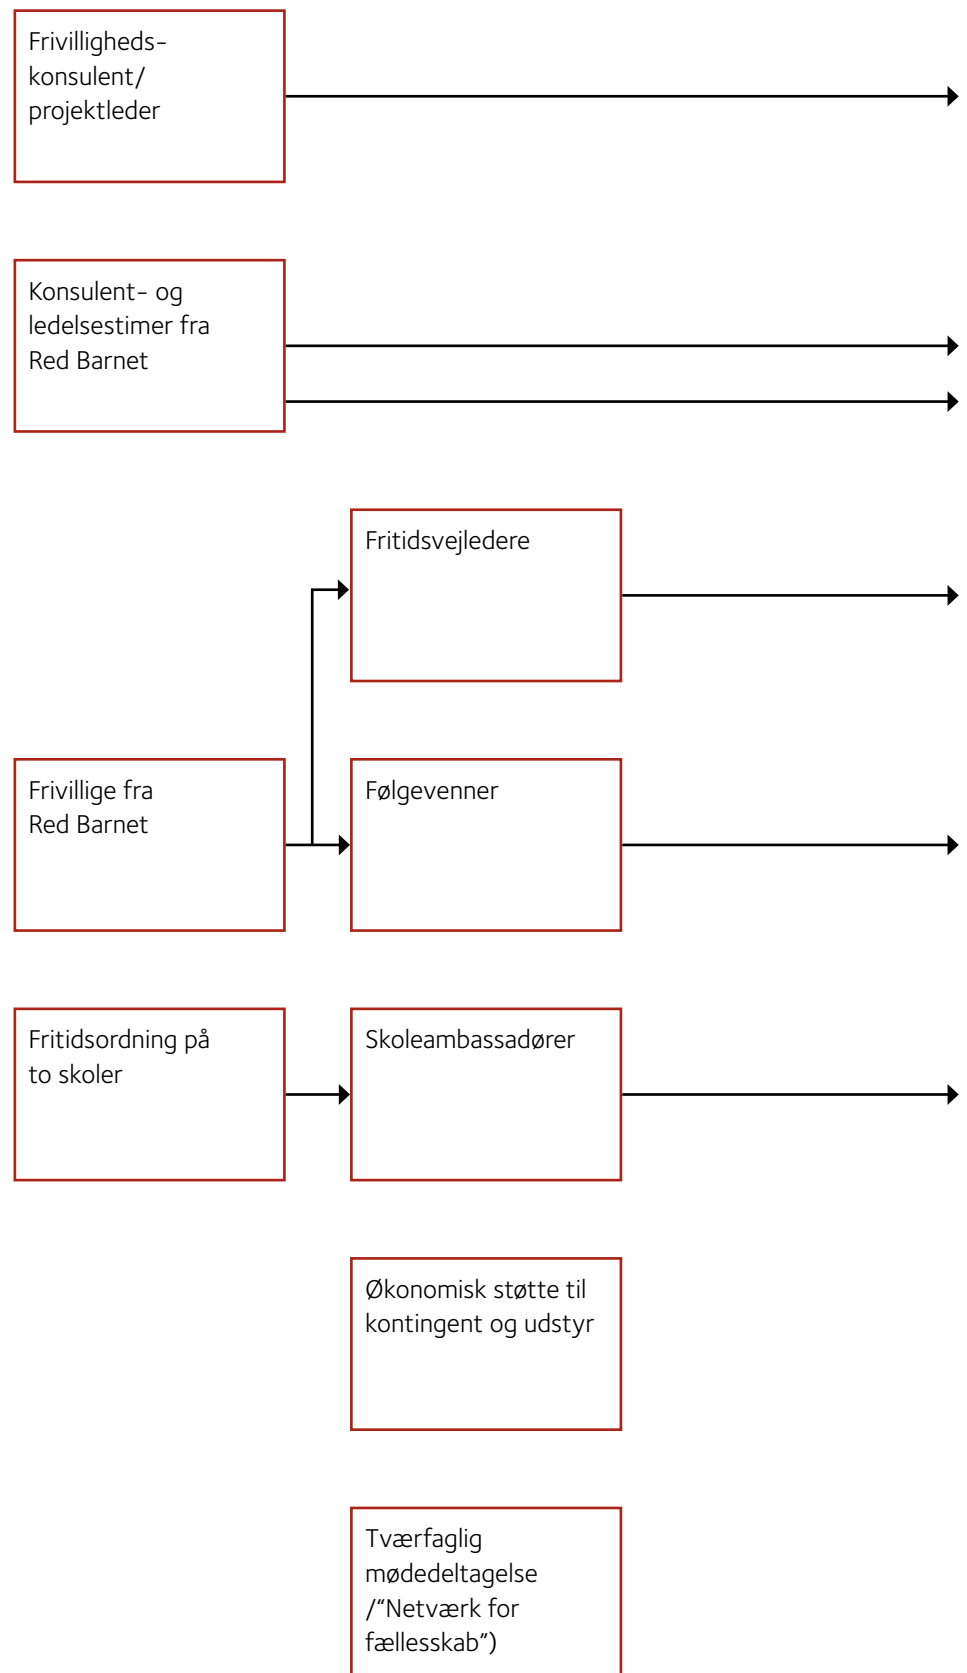 Frivilligheds-
konsulent/
projektleder
Konsulent- og
ledelsestimer fra
Red Barnet
Fritidsvejledere
Frivillige fra
Red Barnet
Følgevenner
Fritidsordning på
to skoler
Skoleambassadører
Økonomisk støtte til
kontingent og udstyr
Tværfaglig
mødedeltagelse
/“Netværk for
fællesskab”)